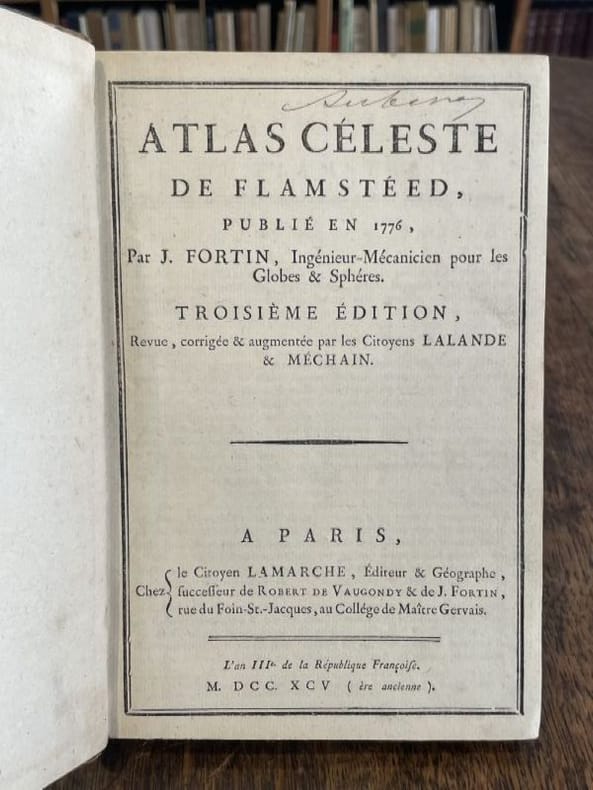 ATLAS CÉLESTE
DE FLAMSTÉED,
PUBLIÉ EN 1776,
Par J. FORTIN, Ingénieur-Mécanicien pour les
Globes & Sphéres.
TROISIÈME ÉDITION,
Revue, corrigée & augmentée par les Citoyens LALANDE
& MÉCHAIN.
A PARIS,
le Citoyen LAMARCHE, Éditeur & Géographe,
Chez succeſſeur de ROBERT DE VAUGONDY & de J. FORTIN,
rue du Foin-St.-Jacques, au Collége de Maître Gervais.
L'an IIIe. de la République Françoiſe.
M. DCC. XCV (ère ancienne).